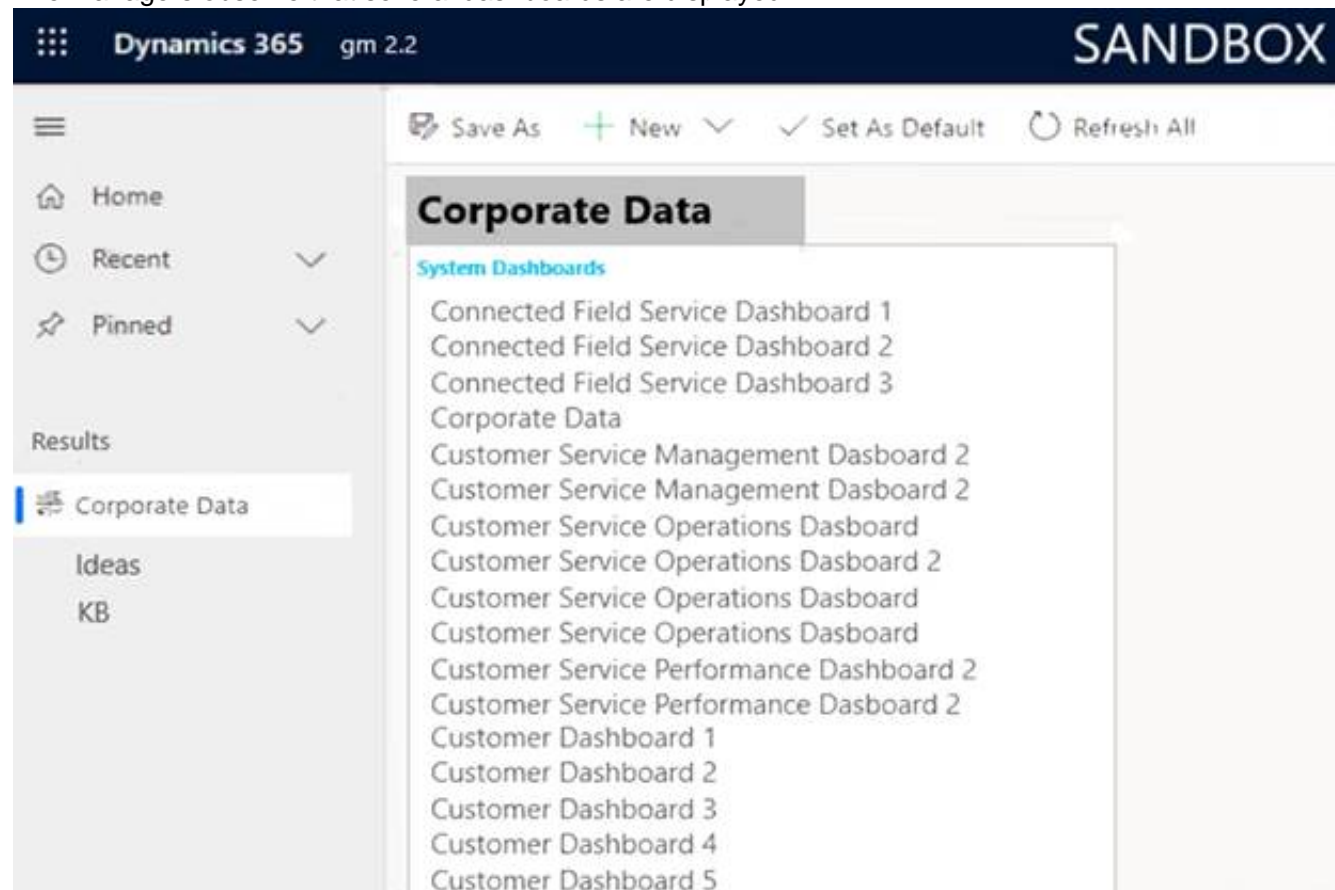 Dynamics 365 gm 2.2 SANDBOX
Save As New Set As Default Refresh All
Home
Recent
Pinned
Results
Corporate Data
Ideas
KB
Corporate Data
System Dashboards
Connected Field Service Dashboard 1
Connected Field Service Dashboard 2
Connected Field Service Dashboard 3
Corporate Data
Customer Service Management Dasboard 2
Customer Service Management Dasboard 2
Customer Service Operations Dasboard
Customer Service Operations Dasboard 2
Customer Service Operations Dasboard
Customer Service Operations Dasboard
Customer Service Performance Dashboard 2
Customer Service Performance Dasboard 2
Customer Dashboard 1
Customer Dashboard 2
Customer Dashboard 3
Customer Dashboard 4
Customer Dashboard 5